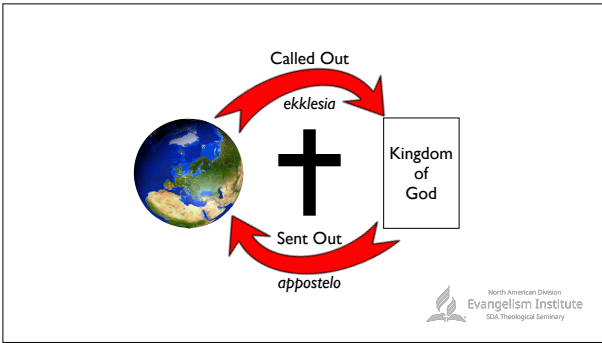 Called Out
ekklesia
Kingdom
of
God
Sent Out
appostelo
North American Division
Evangelism Institute
SDA Theological Seminary